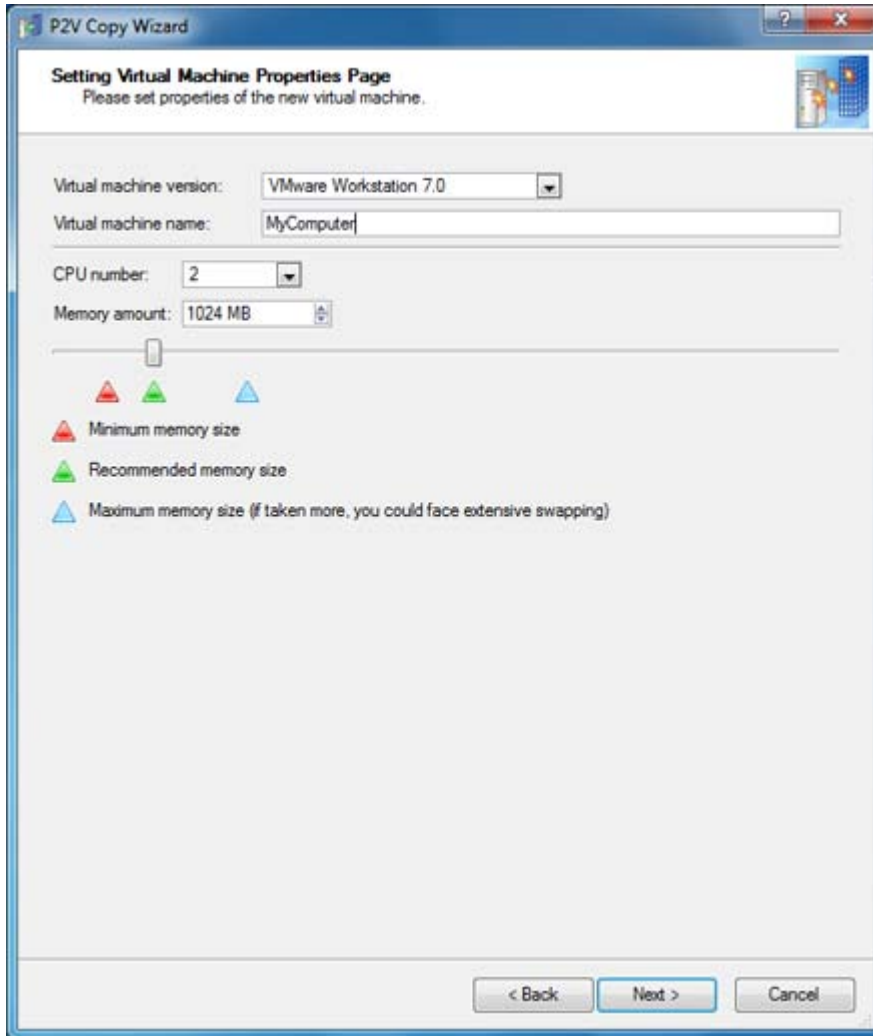 P2V Copy Wizard
Setting Virtual Machine Properties Page
Please set properties of the new virtual machine.
Virtual machine version: VMware Workstation 7.0
Virtual machine name: MyComputer
CPU number: 2
Memory amount: 1024 MB
Minimum memory size
Recommended memory size
Maximum memory size (if taken more, you could face extensive swapping)
< Back Next > Cancel